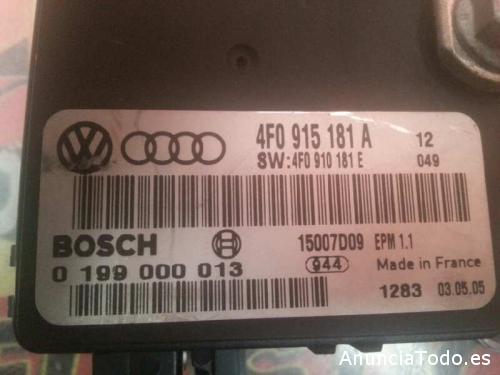 4F0 915 181 A 12
SW:4F0 910 181 E 049
BOSCH 15007D09 EPM 1.1
0 199 000 013 944 Made in France
1283 03.05.05
AnunciaTodo.es